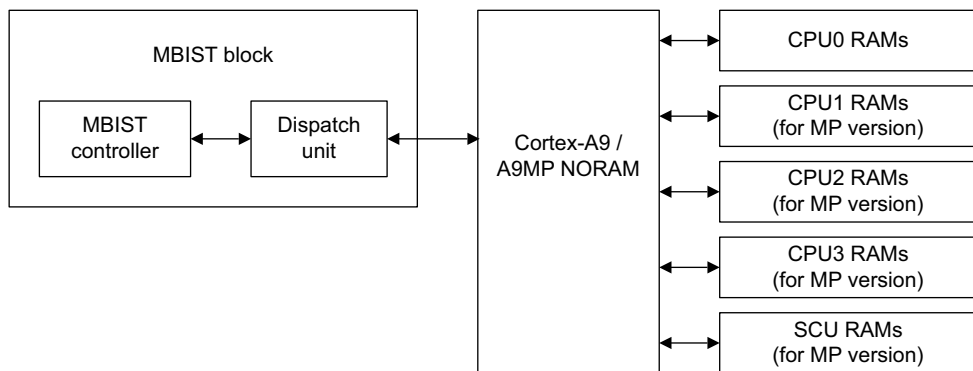 MBIST block
MBIST
controller
Dispatch
unit
Cortex-A9 /
A9MP NORAM
CPU0 RAMs
CPU1 RAMs
(for MP version)
CPU2 RAMs
(for MP version)
CPU3 RAMs
(for MP version)
SCU RAMs
(for MP version)